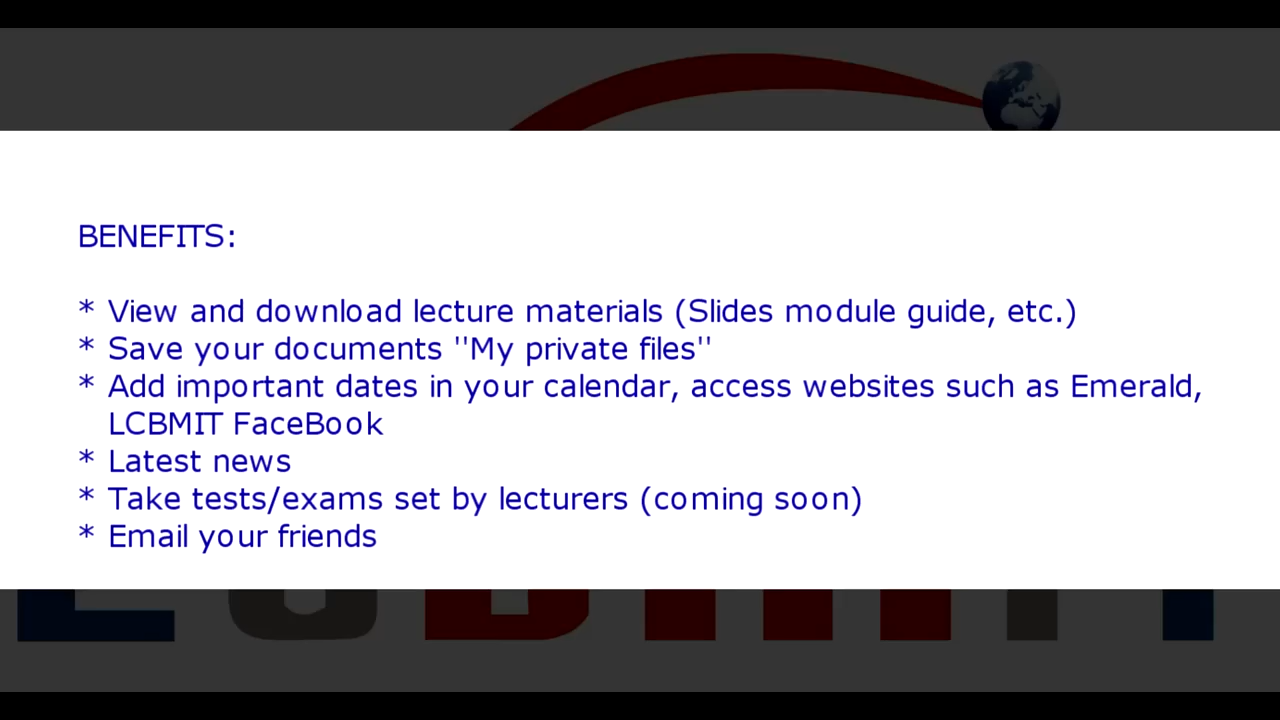 BENEFITS:
* View and download lecture materials (Slides module guide, etc.)
* Save your documents ''My private files''
* Add important dates in your calendar, access websites such as Emerald,
LCBMIT FaceBook
* Latest news
* Take tests/exams set by lecturers (coming soon)
* Email your friends